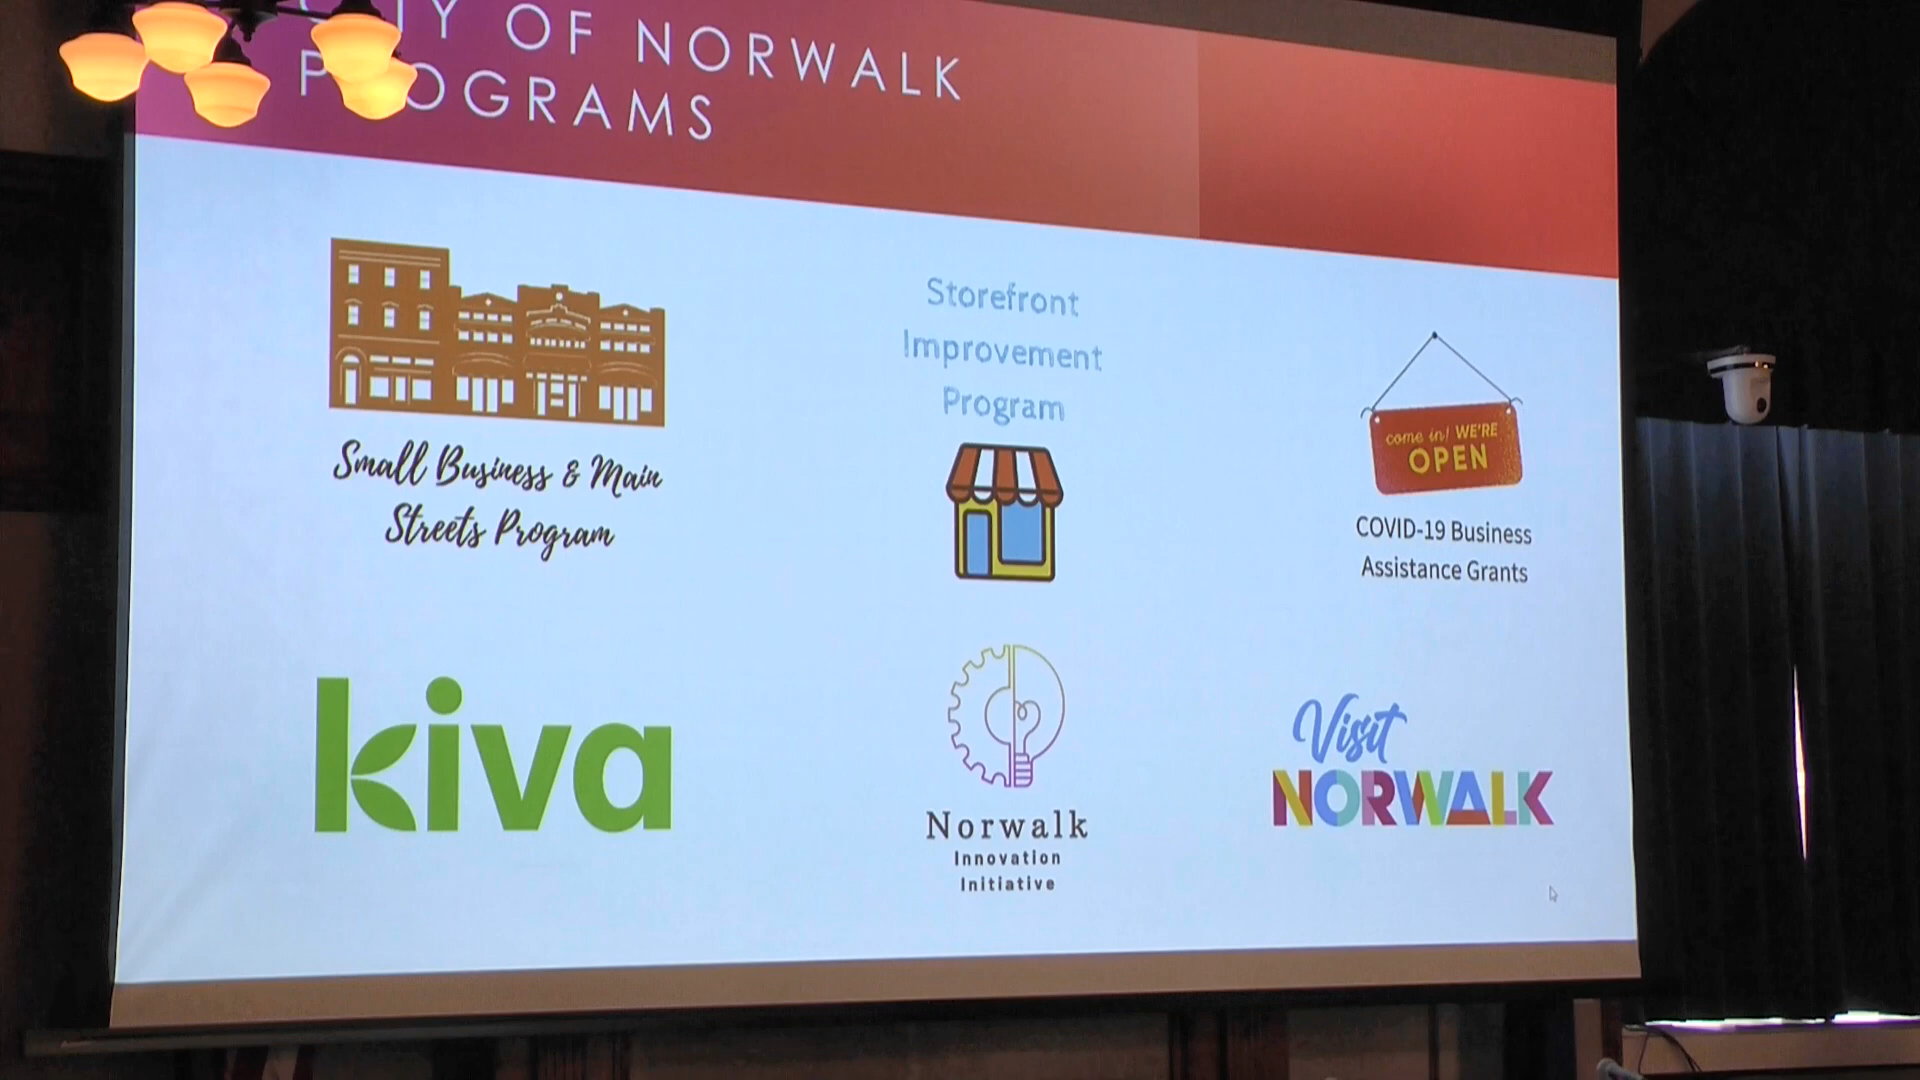 CITY OF NORWALK
PROGRAMS
Small Business & Main
Streets Program
Storefront
Improvement
Program
come in! WE'RE
OPEN
COVID-19 Business
Assistance Grants
kiva
Norwalk
Innovation
Initiative
Visit
NORWALK